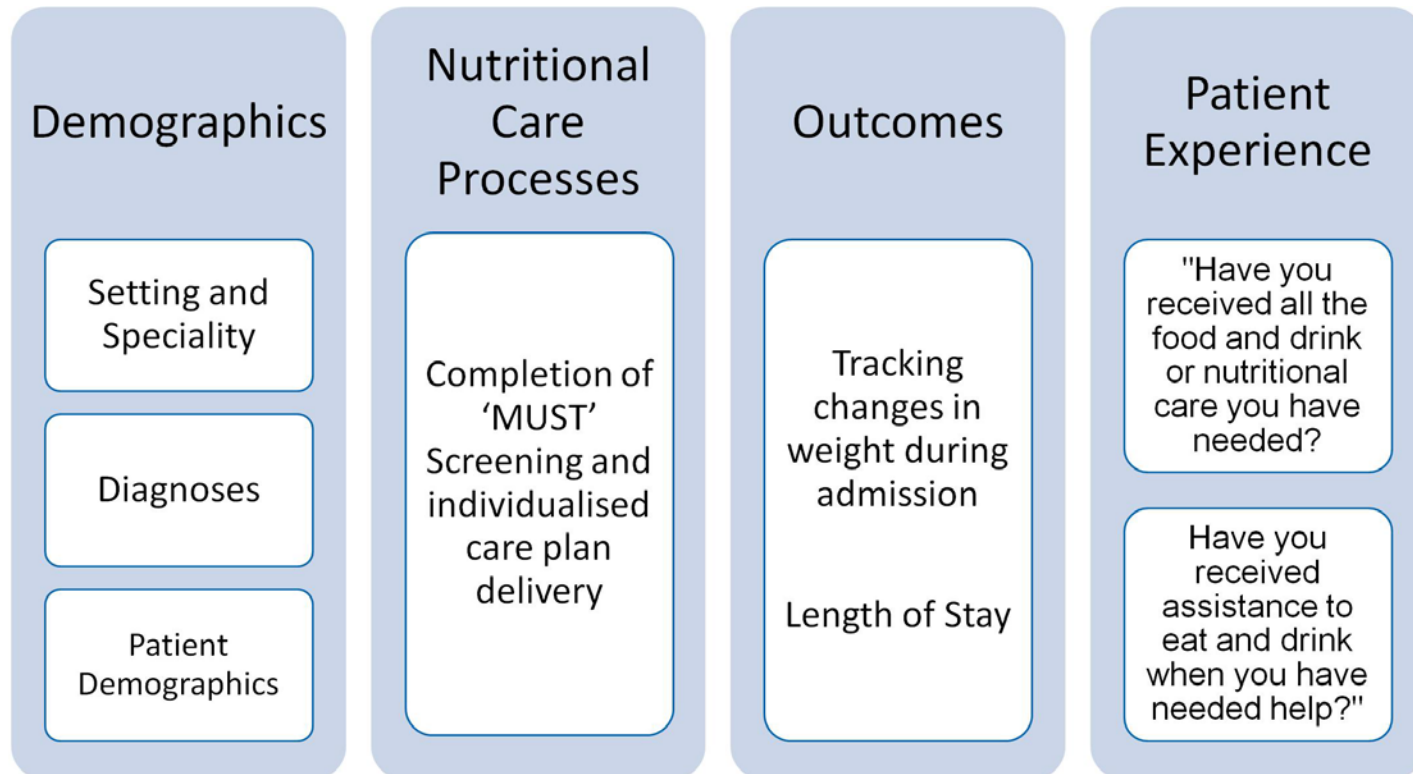 Demographics
Setting and
Speciality
Diagnoses
Patient
Demographics
Nutritional
Care
Processes
Completion of
‘MUST’
Screening and
individualised
care plan
delivery
Outcomes
Tracking
changes in
weight during
admission
Length of Stay
Patient
Experience
"Have you
received all the
food and drink
or nutritional
care you have
needed?
Have you
received
assistance to
eat and drink
when you have
needed help?"